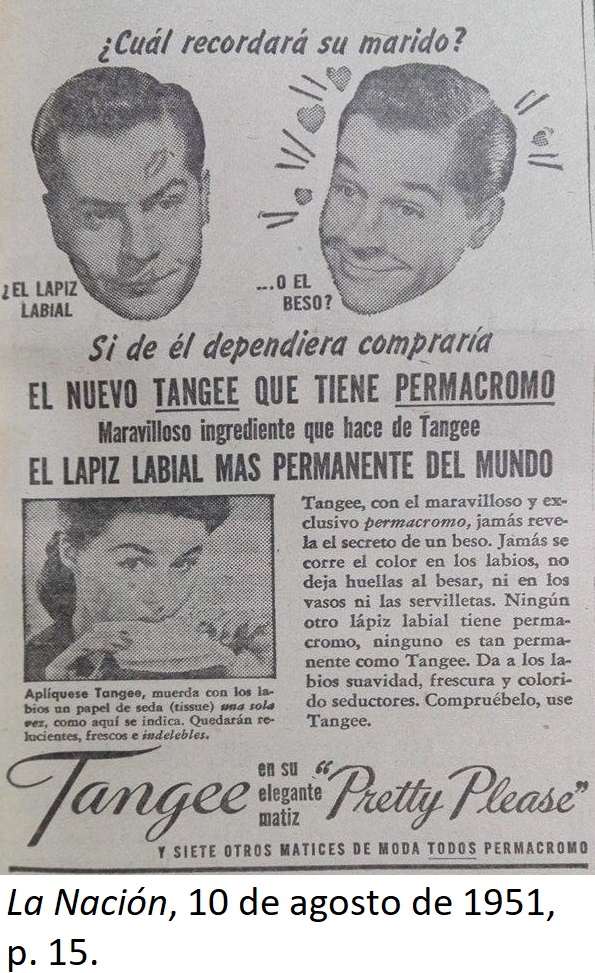 ¿Cuál recordará su marido?
¿EL LAPIZ
LABIAL
...O EL
BESO?
Si de él dependiera compraría
EL NUEVO TANGEE QUE TIENE PERMACROMO
Maravilloso ingrediente que hace de Tangee
EL LAPIZ LABIAL MAS PERMANENTE DEL MUNDO
Aplíquese Tangee, muerda con los la-
bios un papel de seda (tissue) una sola
vez, como aquí se indica. Quedarán re-
lucientes, frescos e indelebles.
Tangee, con el maravilloso y ex-
clusivo permacromo, jamás reve-
la el secreto de un beso. Jamás se
corre el color en los labios, no
deja huellas al besar, ni en los
vasos ni las servilletas. Ningún
otro lápiz labial tiene perma-
cromo, ninguno es tan perma-
nente como Tangee. Da a los la-
bios suavidad, frescura y colori-
do seductores. Compruébelo, use
Tangee.
Tangee
en su
elegante
matiz
"Pretty Please"
Y SIETE OTROS MATICES DE MODA TODOS PERMACROMO
La Nación, 10 de agosto de 1951,
p. 15.